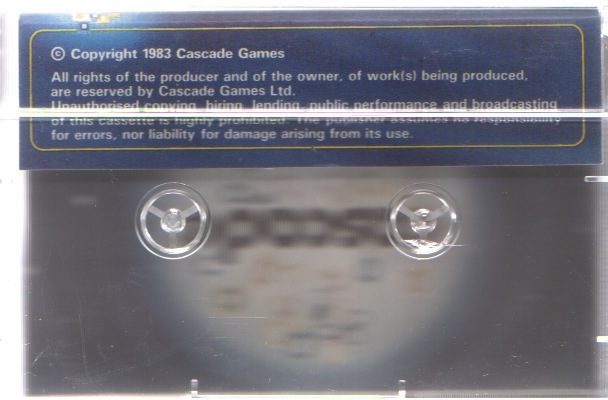 © Copyright 1983 Cascade Games
All rights of the producer and of the owner, of work(s) being produced,
are reserved by Cascade Games Ltd.
Unauthorised copying, hiring, lending, public performance and broadcasting
of this cassette is highly prohibited. The publisher assumes no responsibility
for errors, nor liability for damage arising from its use.